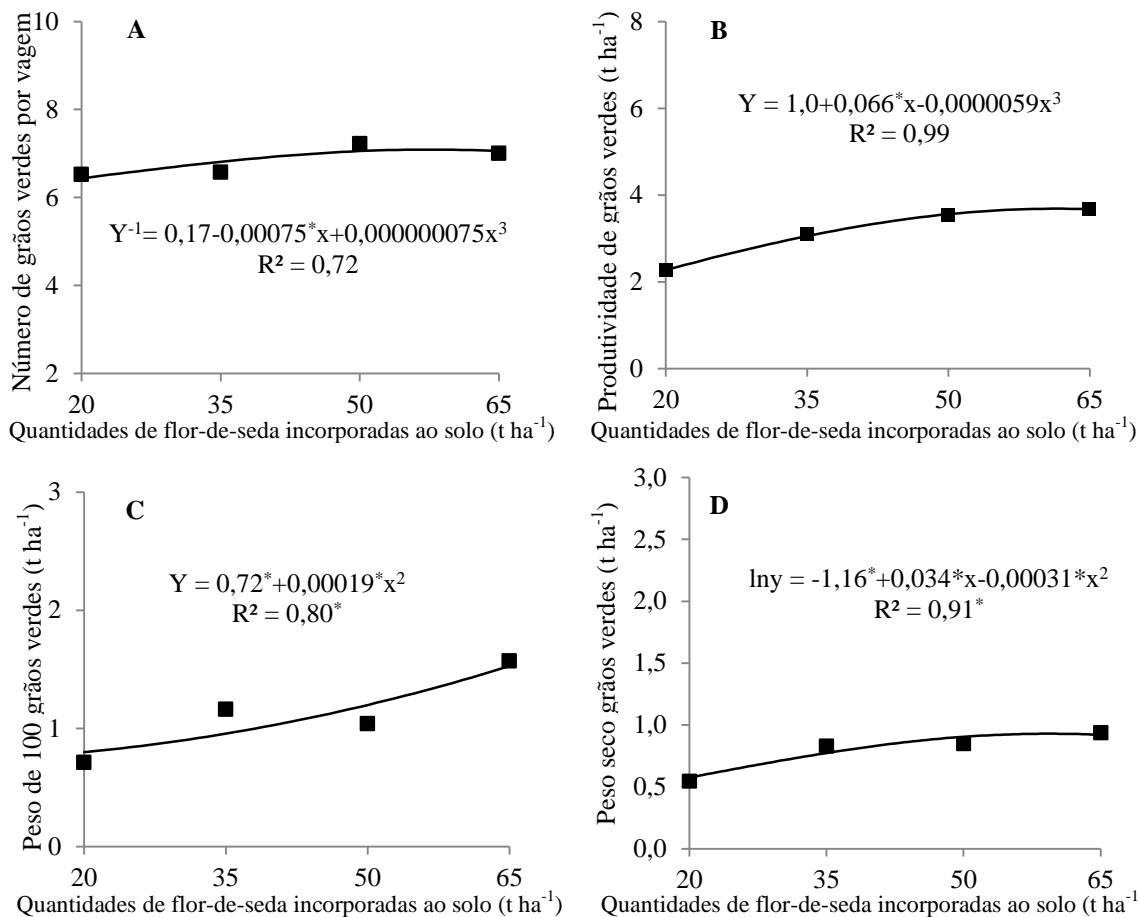 A
Número de grãos verdes por vagem
10
8
6
4
2
Y⁻¹= 0,17-0,00075*x+0,000000075x³
R² = 0,72
20 35 50 65
Quantidades de flor-de-seda incorporadas ao solo (t ha⁻¹)
B
Produtividade de grãos verdes (t ha⁻¹)
8
6
4
2
0
Y = 1,0+0,066*x-0,0000059x³
R² = 0,99
20 35 50 65
Quantidades de flor-de-seda incorporadas ao solo (t ha⁻¹)
C
Peso de 100 grãos verdes (t ha⁻¹)
3
2
1
0
Y = 0,72*+0,00019*x²
R² = 0,80*
20 35 50 65
Quantidades de flor-de-seda incorporadas ao solo (t ha⁻¹)
D
Peso seco grãos verdes (t ha⁻¹)
3,0
2,5
2,0
1,5
1,0
0,5
0,0
lny = -1,16*+0,034*x-0,00031*x²
R² = 0,91*
20 35 50 65
Quantidades de flor-de-seda incorporadas ao solo (t ha⁻¹